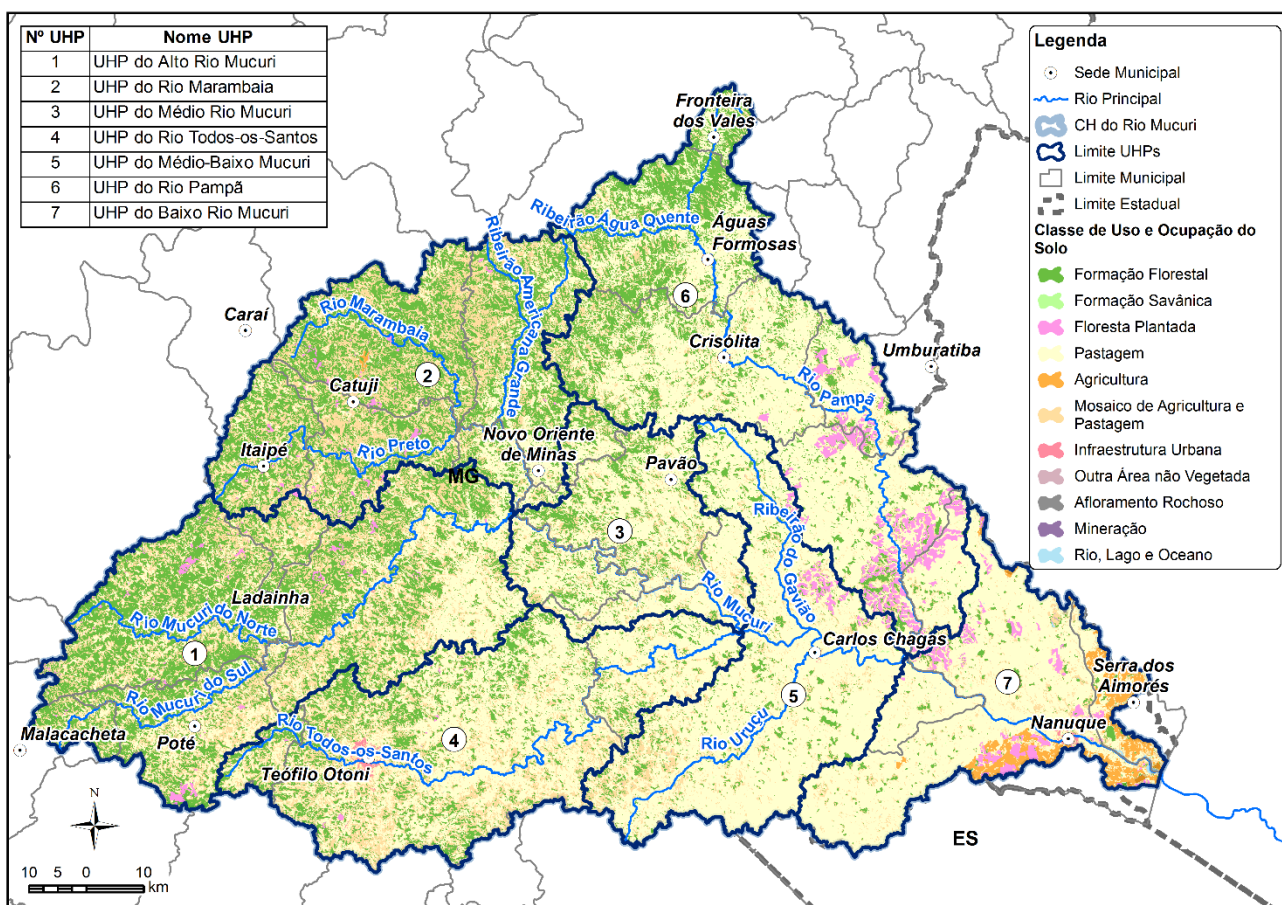 Nº UHP Nome UHP
1 UHP do Alto Rio Mucuri
2 UHP do Rio Marambaia
3 UHP do Médio Rio Mucuri
4 UHP do Rio Todos-os-Santos
5 UHP do Médio-Baixo Mucuri
6 UHP do Rio Pampã
7 UHP do Baixo Rio Mucuri
Legenda
Sede Municipal
Rio Principal
CH do Rio Mucuri
Limite UHPs
Limite Municipal
Limite Estadual
Classe de Uso e Ocupação do
Solo
Formação Florestal
Formação Savânica
Floresta Plantada
Pastagem
Agricultura
Mosaico de Agricultura e
Pastagem
Infraestrutura Urbana
Outra Área não Vegetada
Afloramento Rochoso
Mineração
Rio, Lago e Oceano
Fronteira
dos Vales
Ribeirão Água Quente
Águas
Formosas
Ribeirão Americana Grande
6
Rio Marambaia
Caraí
Crisólita
Umburatiba
2
Catuji
Rio Pampã
Rio Preto
Novo Oriente
de Minas
Itaipé
Pavão
MG
Ribeirão do Gavião
3
Ladainha
Rio Mucuri
Rio Mucuri do Norte
1
Carlos Chagas
Serra dos
Aimorés
7
Rio Mucuri do Sul
5
Nanuque
Malacacheta
Poté
4
Rio Uruçu
Rio Todos-os-Santos
Teófilo Otoni
N
ES
10 5 0 10
km